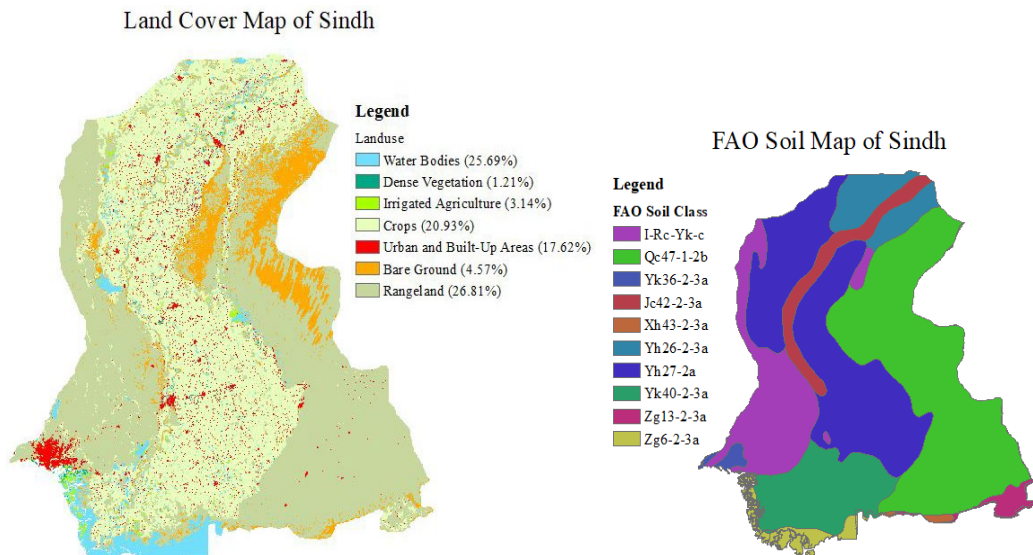 Land Cover Map of Sindh
Legend
Landuse
Water Bodies (25.69%)
Dense Vegetation (1.21%)
Irrigated Agriculture (3.14%)
Crops (20.93%)
Urban and Built-Up Areas (17.62%)
Bare Ground (4.57%)
Rangeland (26.81%)
FAO Soil Map of Sindh
Legend
FAO Soil Class
I-Rc-Yk-c
Qc47-1-2b
Yk36-2-3a
Jc42-2-3a
Xh43-2-3a
Yh26-2-3a
Yh27-2a
Yk40-2-3a
Zg13-2-3a
Zg6-2-3a